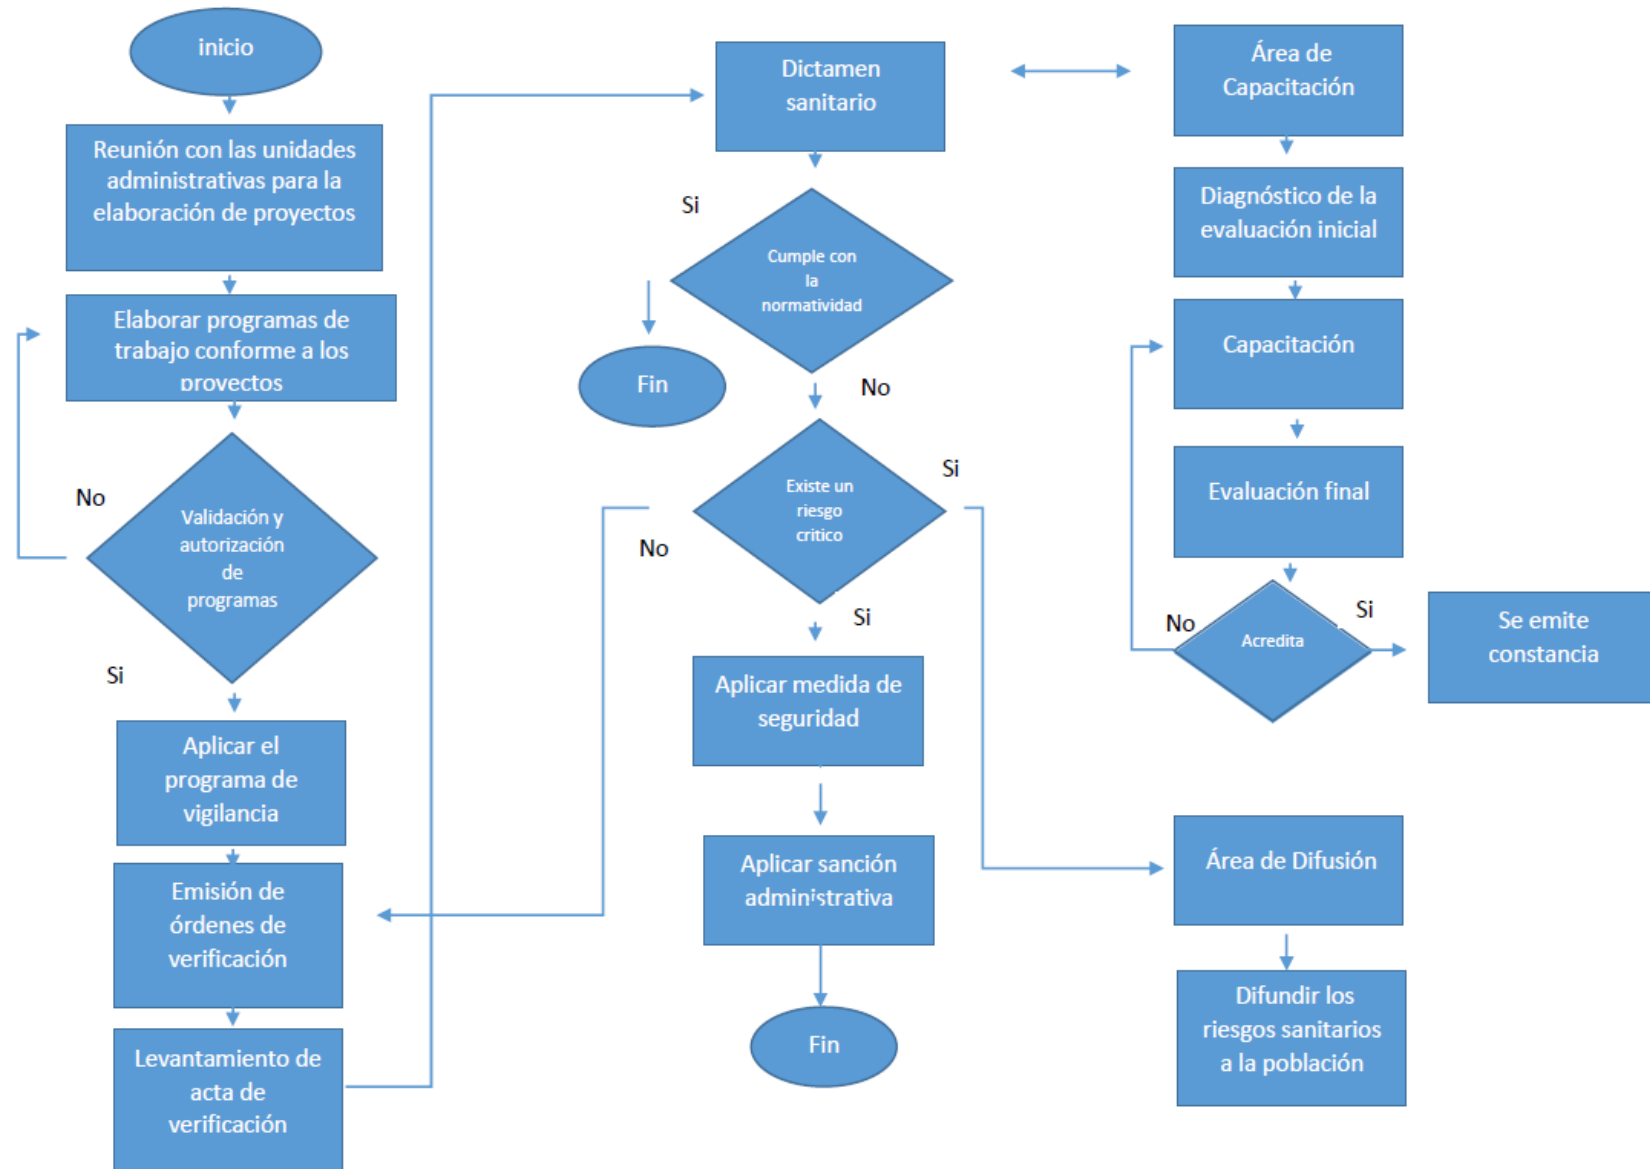 inicio
Reunión con las unidades
administrativas para la
elaboración de proyectos
Elaborar programas de
trabajo conforme a los
proyectos
No
Validación y
autorización
de
programas
Si
Aplicar el
programa de
vigilancia
Emisión de
órdenes de
verificación
Levantamiento de
acta de
verificación
Dictamen
sanitario
Si
Cumple con
la
normatividad
Fin
No
Existe un
riesgo
critico
Si
No
Si
Aplicar medida de
seguridad
Aplicar sanción
administrativa
Fin
Área de
Capacitación
Diagnóstico de la
evaluación inicial
Capacitación
Evaluación final
No
Acredita
Si
Se emite
constancia
Área de Difusión
Difundir los
riesgos sanitarios
a la población